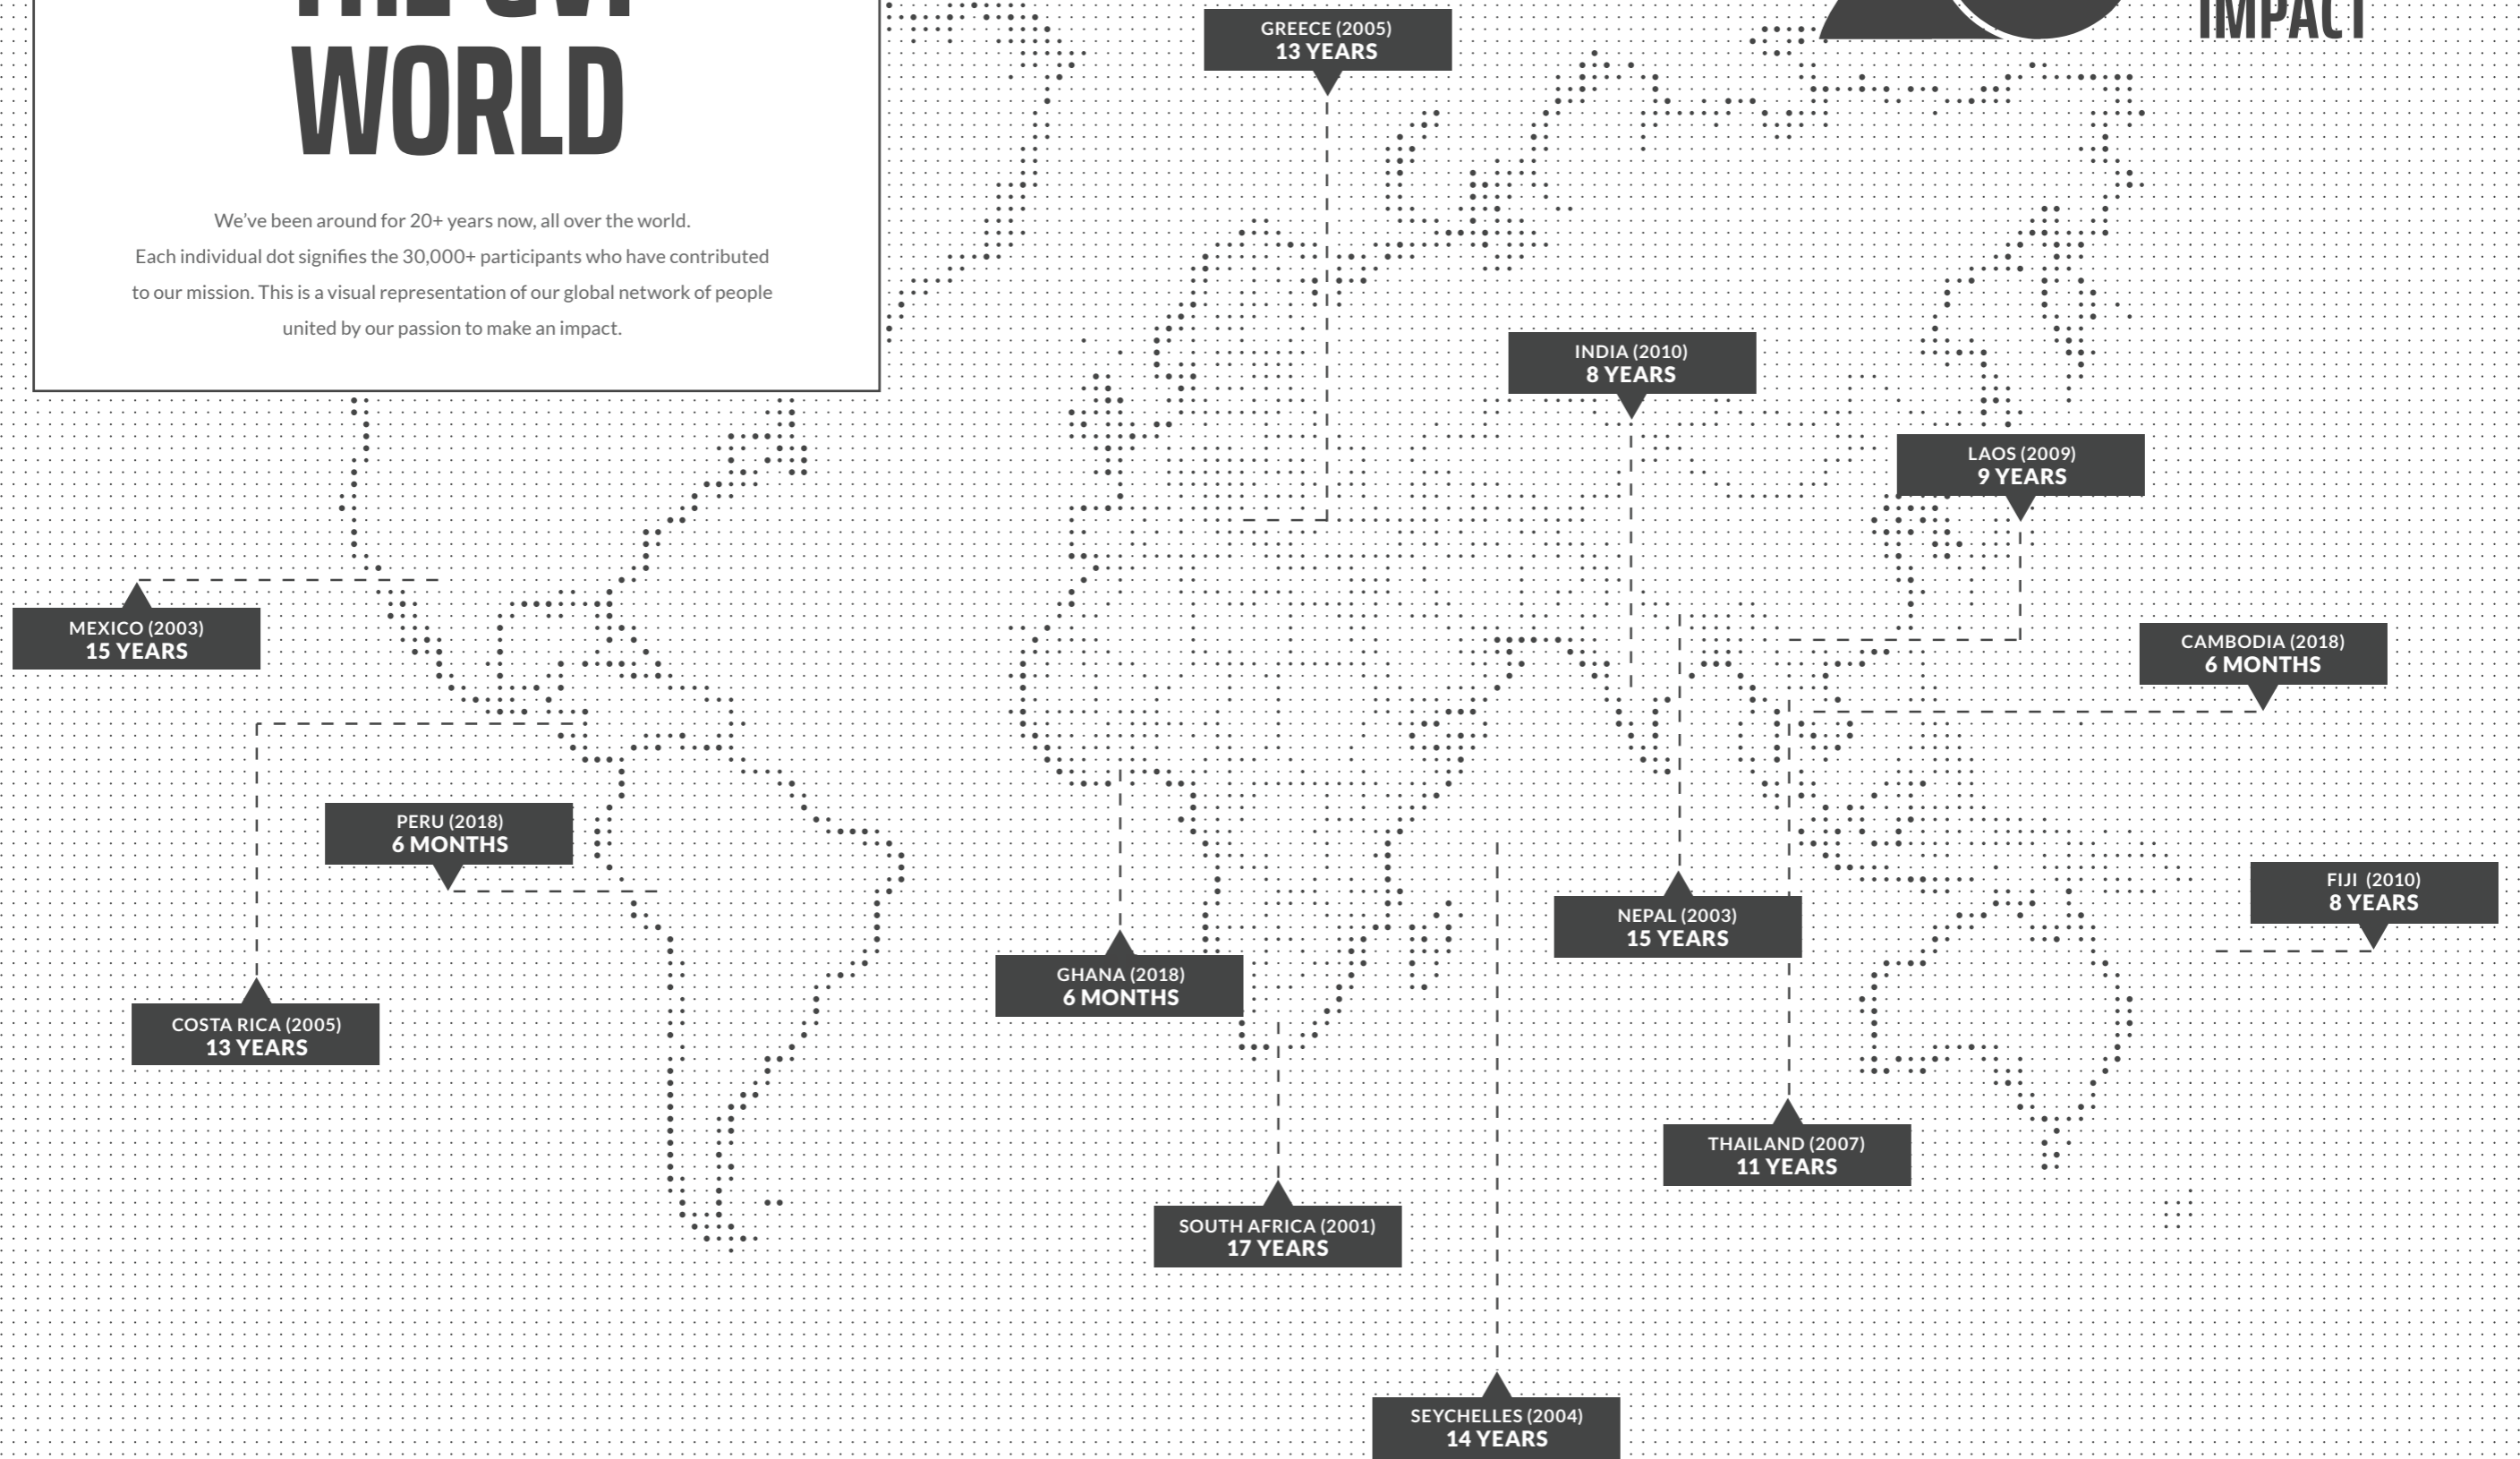 THE GVI
WORLD
We’ve been around for 20+ years now, all over the world.
Each individual dot signifies the 30,000+ participants who have contributed
to our mission. This is a visual representation of our global network of people
united by our passion to make an impact.
IMPACT
GREECE (2005)
13 YEARS
INDIA (2010)
8 YEARS
LAOS (2009)
9 YEARS
MEXICO (2003)
15 YEARS
CAMBODIA (2018)
6 MONTHS
PERU (2018)
6 MONTHS
FIJI (2010)
8 YEARS
NEPAL (2003)
15 YEARS
GHANA (2018)
6 MONTHS
COSTA RICA (2005)
13 YEARS
THAILAND (2007)
11 YEARS
SOUTH AFRICA (2001)
17 YEARS
SEYCHELLES (2004)
14 YEARS